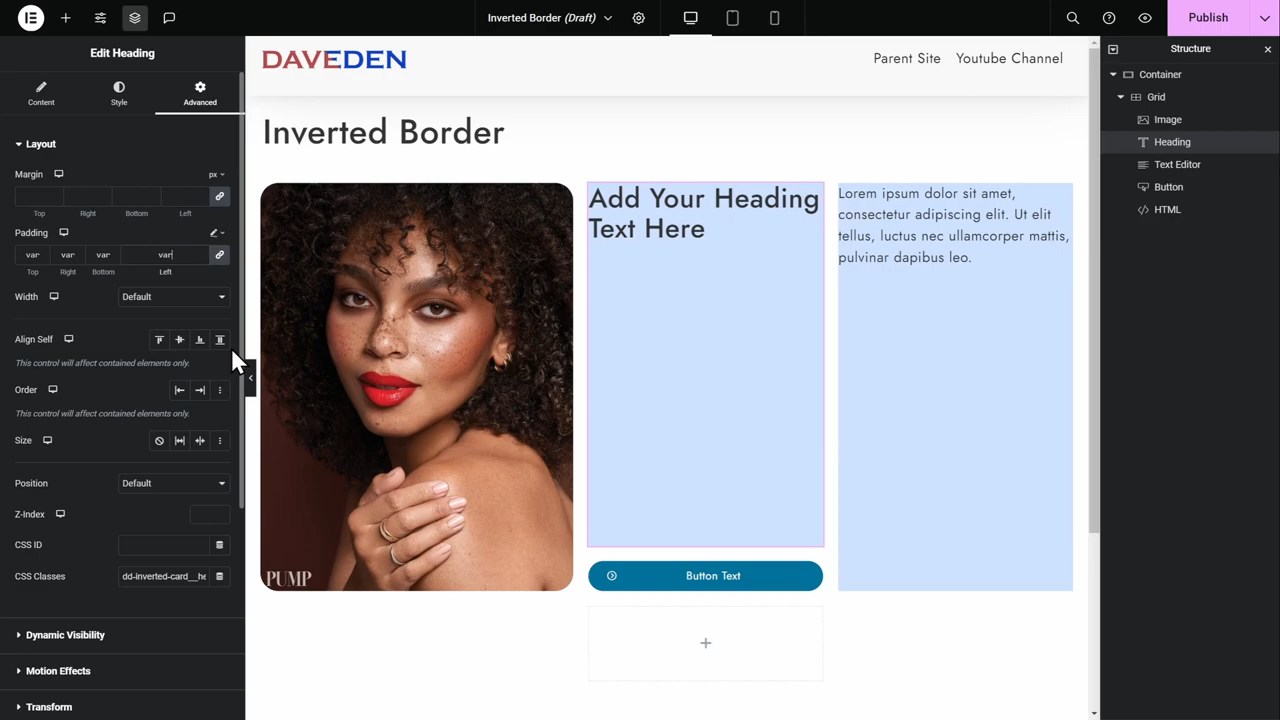 Inverted Border (Draft)
Publish
Edit Heading
Content
Style
Advanced
Layout
Margin
px
Top
Right
Bottom
Left
Padding
var
var
var
var
Top
Right
Bottom
Left
Width
Default
Align Self
This control will affect contained elements only.
Order
This control will affect contained elements only.
Size
Position
Default
Z-Index
CSS ID
CSS Classes
dd-inverted-card__he
Dynamic Visibility
Motion Effects
Transform
DAVEDEN
Parent Site
Youtube Channel
Inverted Border
PUMP
Add Your Heading
Text Here
Button Text
Lorem ipsum dolor sit amet,
consectetur adipiscing elit. Ut elit
tellus, luctus nec ullamcorper mattis,
pulvinar dapibus leo.
Structure
Container
Grid
Image
Heading
Text Editor
Button
HTML